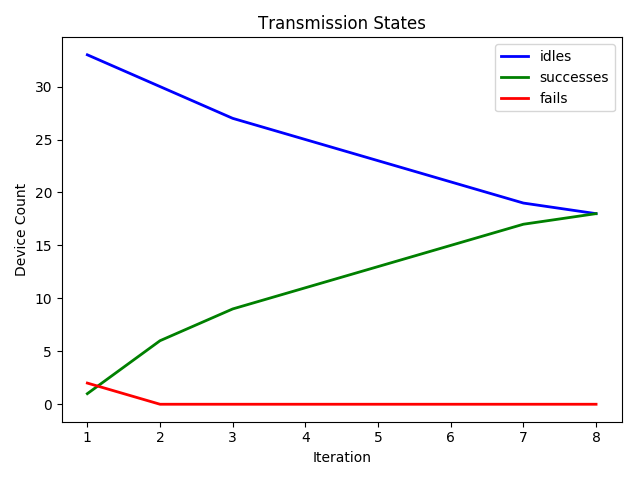 Transmission States
idles
successes
fails
Device Count
30
25
20
15
10
5
0
1 2 3 4 5 6 7 8
Iteration